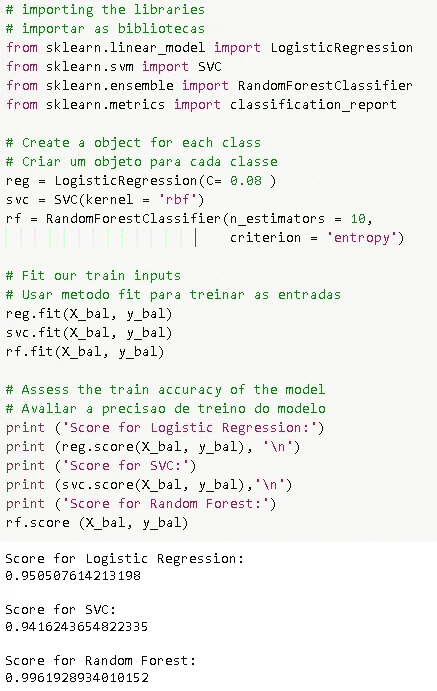 # importing the libraries
# importar as bibliotecas
from sklearn.linear_model import LogisticRegression
from sklearn.svm import SVC
from sklearn.ensemble import RandomForestClassifier
from sklearn.metrics import classification_report
# Create a object for each class
# Criar um objeto para cada classe
reg = LogisticRegression(C= 0.08 )
svc = SVC(kernel = 'rbf')
rf = RandomForestClassifier(n_estimators = 10,
criterion = 'entropy')
# Fit our train inputs
# Usar metodo fit para treinar as entradas
reg.fit(X_bal, y_bal)
svc.fit(X_bal, y_bal)
rf.fit(X_bal, y_bal)
# Assess the train accuracy of the model
# Avaliar a precisao de treino do modelo
print ('Score for Logistic Regression:')
print (reg.score(X_bal, y_bal), '\n')
print ('Score for SVC:')
print (svc.score(X_bal, y_bal),'\n')
print ('Score for Random Forest:')
rf.score (X_bal, y_bal)
Score for Logistic Regression:
0.950507614213198
Score for SVC:
0.9416243654822335
Score for Random Forest:
0.9961928934010152